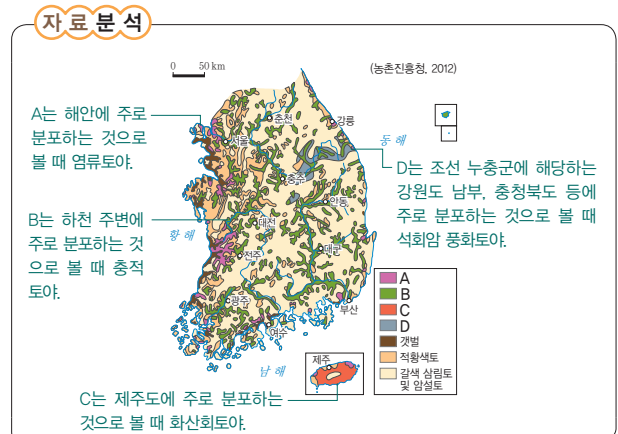 자료분석
0 50 km
(농촌진흥청, 2012)
A는 해안에 주로
분포하는 것으로
볼 때 염류토야.
춘천
강릉
서울
동 해
충주
D는 조선 누층군에 해당하는
강원도 남부, 충청북도 등에
주로 분포하는 것으로 볼 때
석회암 풍화토야.
안동
B는 하천 주변에
주로 분포하는 것
으로 볼 때 충적
토야.
대전
황 해
전주
대구
광주
부산
여수
남 해
제주
A
B
C
D
갯벌
적황색토
갈색 삼림토
및 암설토
C는 제주도에 주로 분포하는
것으로 볼 때 화산회토야.